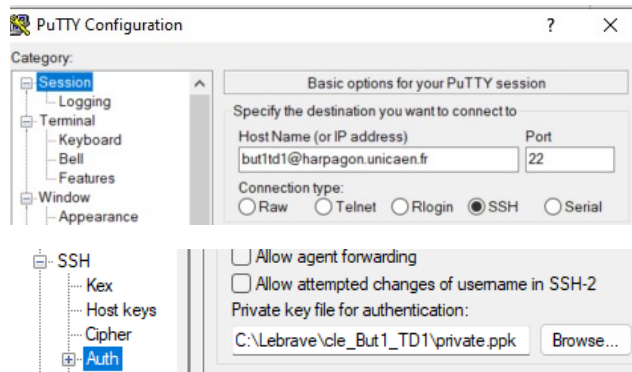 PuTTY Configuration ? ×
Category:
Session
Logging
Terminal
Keyboard
Bell
Features
Window
Appearance
Basic options for your PuTTY session
Specify the destination you want to connect to
Host Name (or IP address) Port
but1td1@harpagon.unicaen.fr 22
Connection type:
Raw Telnet Rlogin SSH Serial
SSH
Kex
Host keys
Cipher
Auth
Allow agent forwarding
Allow attempted changes of username in SSH-2
Private key file for authentication:
C:\Lebrave\cle_But1_TD1\private.ppk Browse...